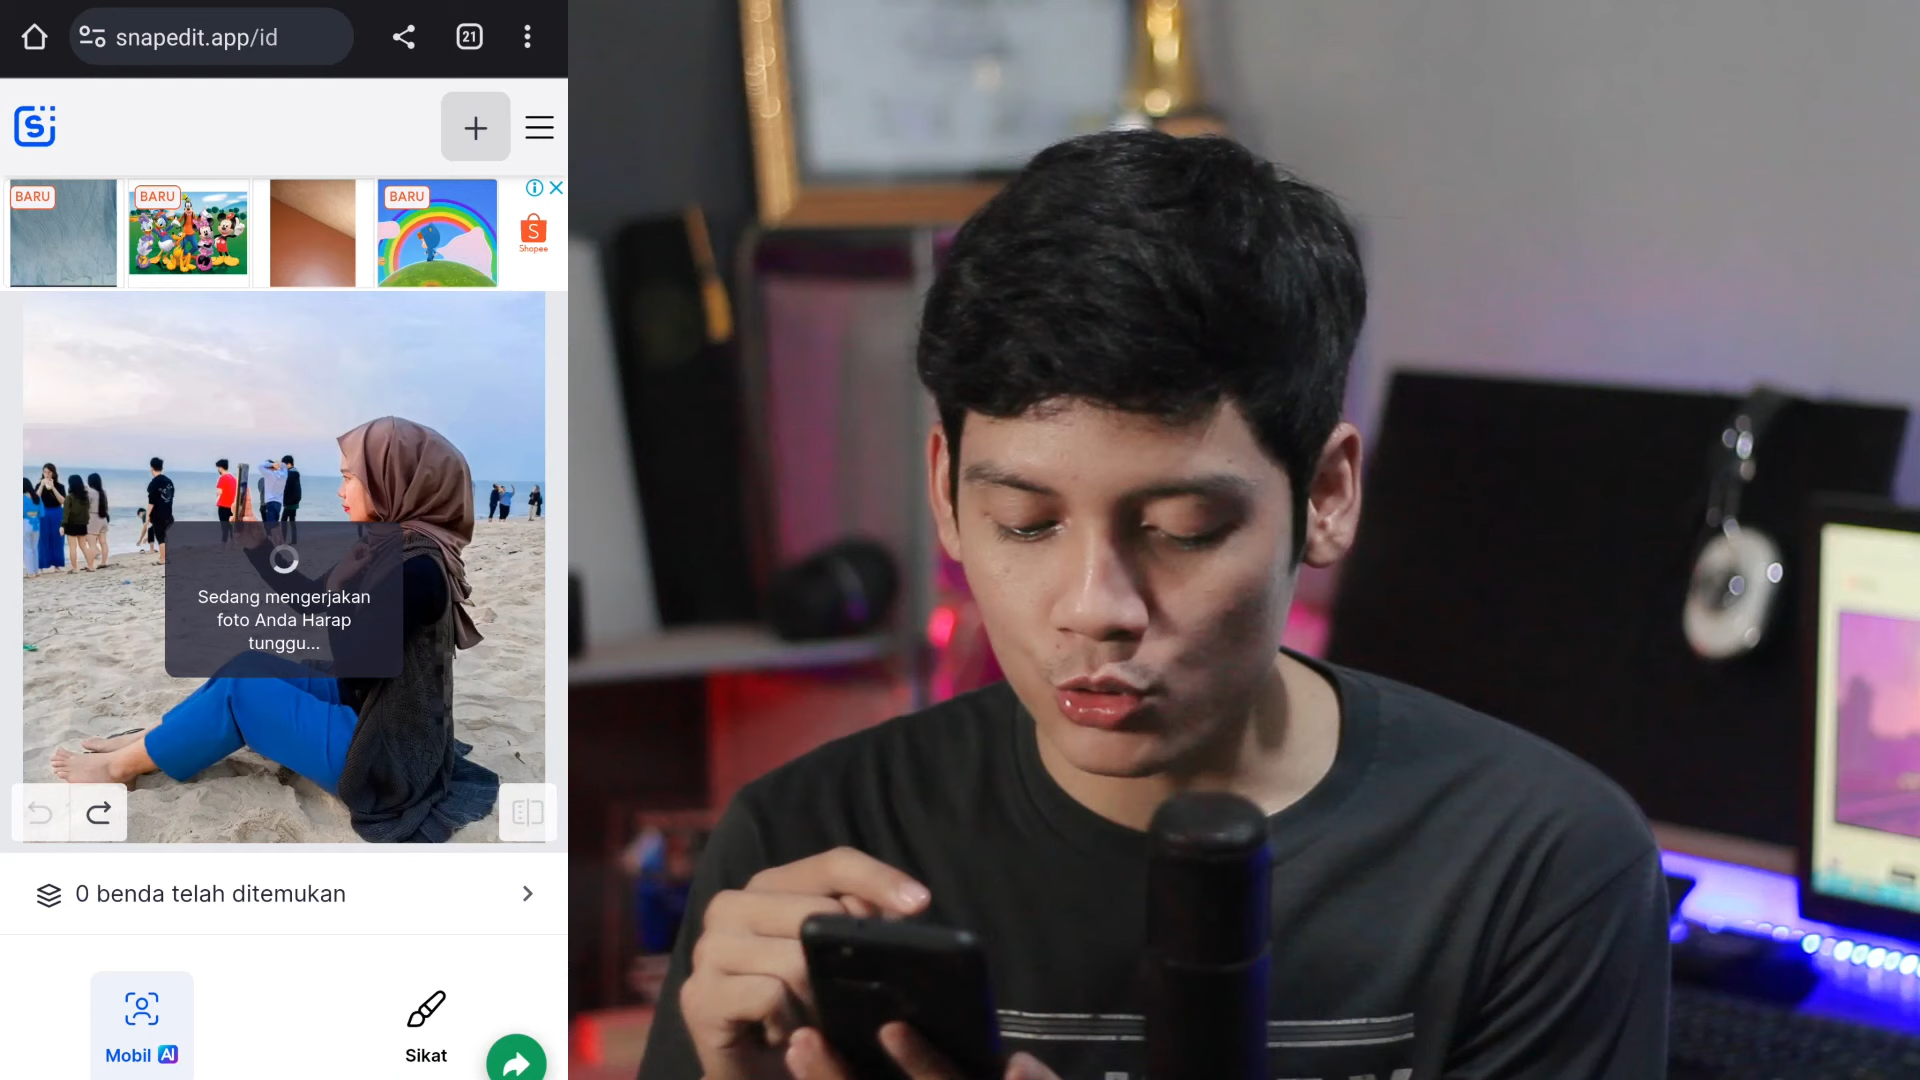 snapedit.app/id
21
S
BARU
BARU
BARU
S
Shopee
Sedang mengerjakan
foto Anda Harap
tunggu...
0 benda telah ditemukan
Mobil AI
Sikat